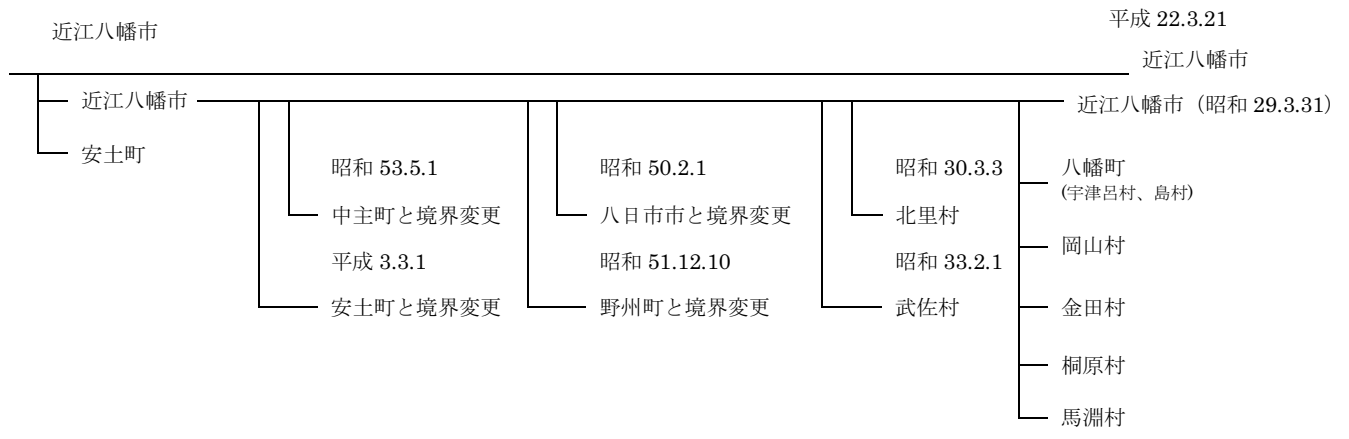 近江八幡市
平成 22.3.21
近江八幡市
近江八幡市
近江八幡市（昭和 29.3.31）
安土町
昭和 53.5.1
中主町と境界変更
平成 3.3.1
安土町と境界変更
昭和 50.2.1
八日市市と境界変更
昭和 51.12.10
野州町と境界変更
昭和 30.3.3
北里村
昭和 33.2.1
武佐村
八幡町
(宇津呂村、島村)
岡山村
金田村
桐原村
馬淵村